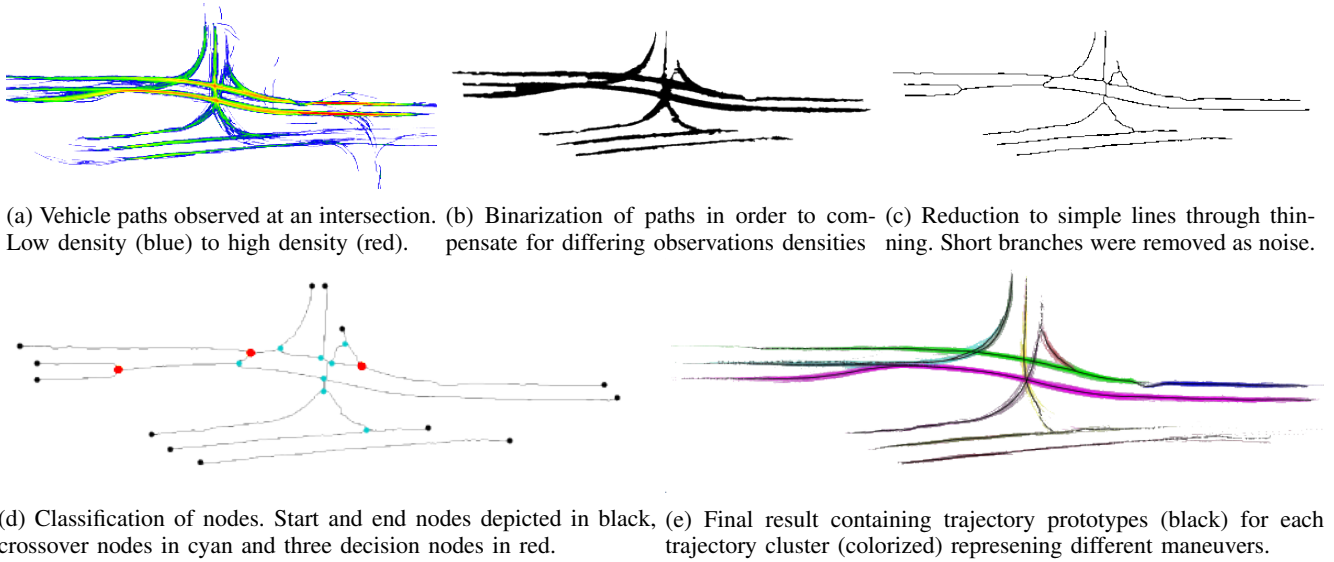 (a) Vehicle paths observed at an intersection.
Low density (blue) to high density (red).
(b) Binarization of paths in order to com-
pensate for differing observations densities
(c) Reduction to simple lines through thin-
ning. Short branches were removed as noise.
(d) Classification of nodes. Start and end nodes depicted in black,
crossover nodes in cyan and three decision nodes in red.
(e) Final result containing trajectory prototypes (black) for each
trajectory cluster (colorized) represening different maneuvers.